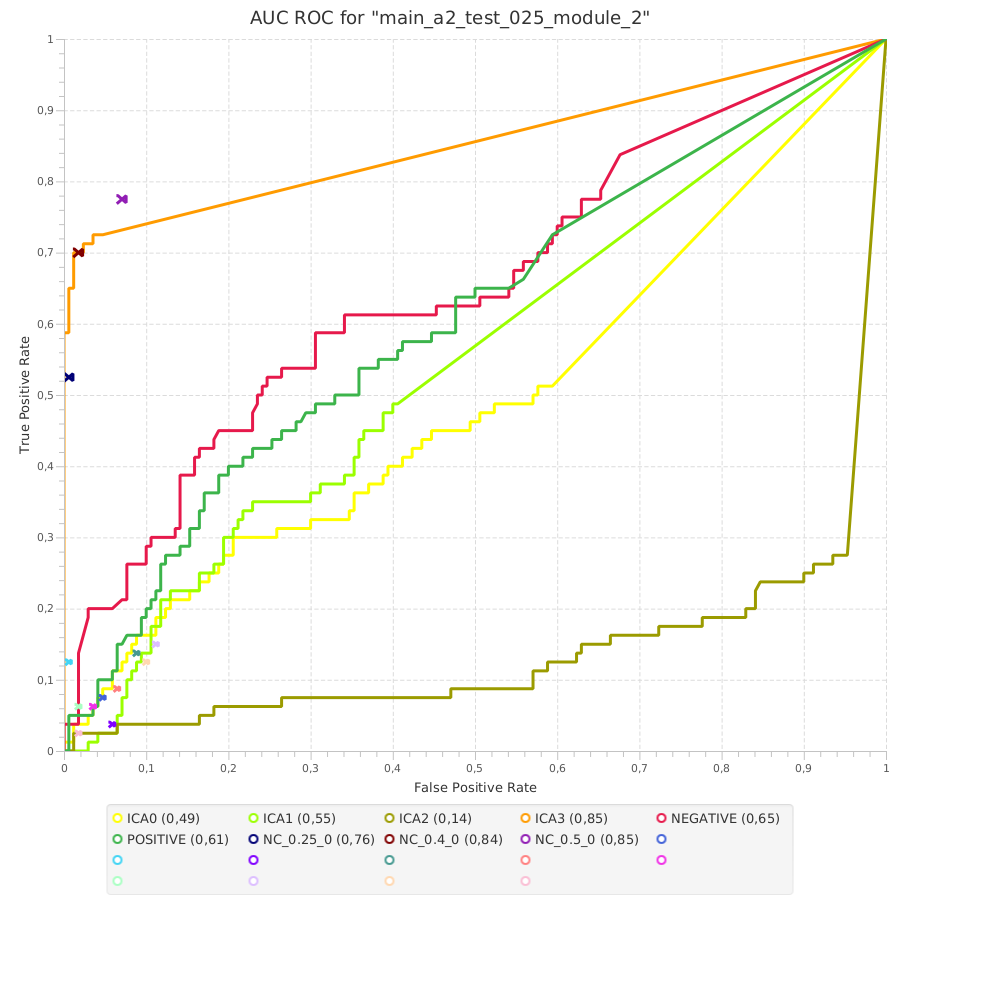 AUC ROC for "main_a2_test_025_module_2"
True Positive Rate
1
0,9
0,8
0,7
0,6
0,5
0,4
0,3
0,2
0,1
0
0 0,1 0,2 0,3 0,4 0,5 0,6 0,7 0,8 0,9 1
False Positive Rate
ICA0 (0,49) ICA1 (0,55) ICA2 (0,14) ICA3 (0,85) NEGATIVE (0,65)
POSITIVE (0,61) NC_0.25_0 (0,76) NC_0.4_0 (0,84) NC_0.5_0 (0,85)